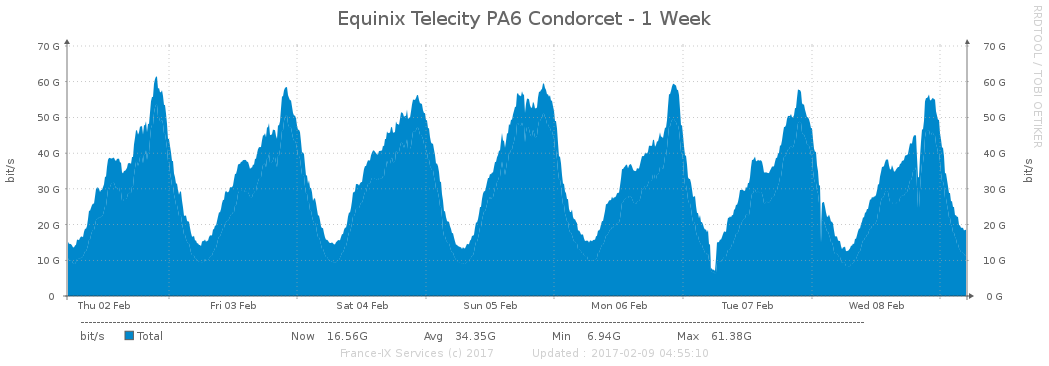 Equinix Telecity PA6 Condorcet - 1 Week
RRDTOOL / TOBI OETIKER
bit/s
bit/s
70 G 70 G
60 G 60 G
50 G 50 G
40 G 40 G
30 G 30 G
20 G 20 G
10 G 10 G
0 0 G
Thu 02 Feb Fri 03 Feb Sat 04 Feb Sun 05 Feb Mon 06 Feb Tue 07 Feb Wed 08 Feb
bit/s Total Now 16.56G Avg 34.35G Min 6.94G Max 61.38G
France-IX Services (c) 2017 Updated : 2017-02-09 04:55:10